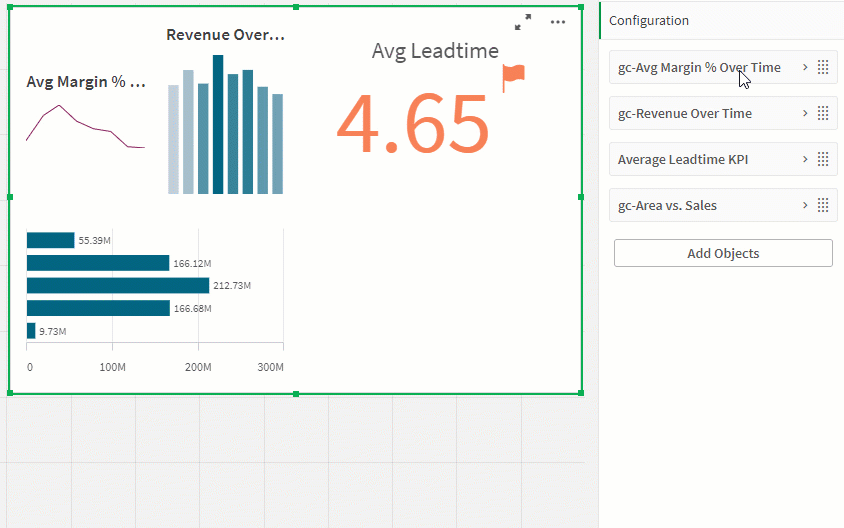 Revenue Over...
Avg Margin % ...
Avg Leadtime
4.65
55.39M
166.12M
212.73M
166.68M
9.73M
0 100M 200M 300M
Configuration
gc-Avg Margin % Over Time
gc-Revenue Over Time
Average Leadtime KPI
gc-Area vs. Sales
Add Objects